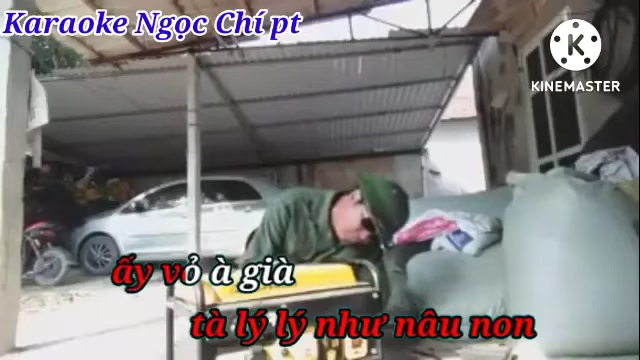 Karaoke Ngọc Chí pt
KINEMASTER
ấy vỏ à già
tà lý lý như nâu non